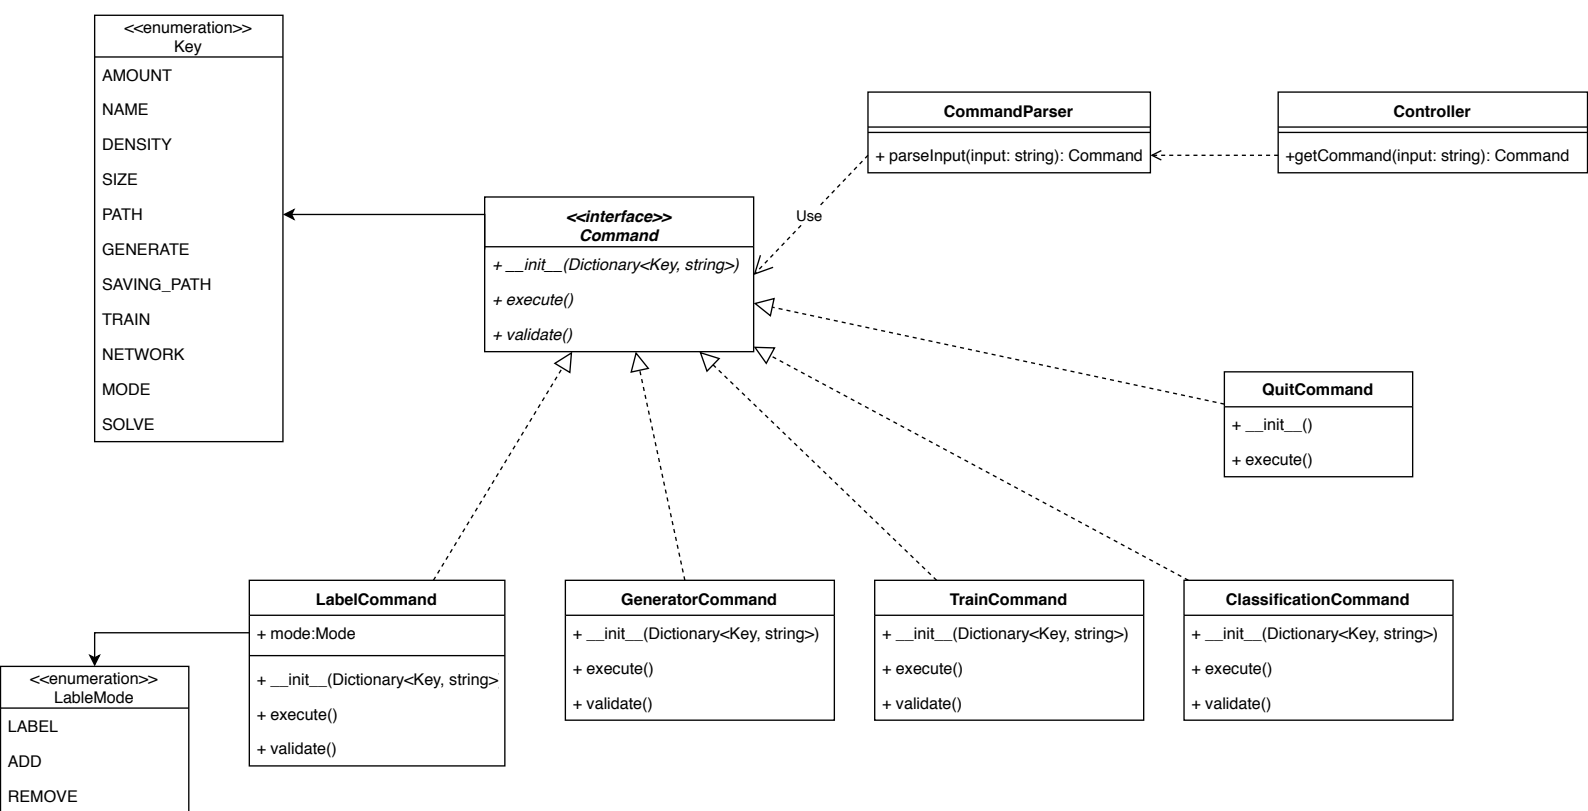 <<enumeration>>
Key
AMOUNT
NAME
DENSITY
SIZE
PATH
GENERATE
SAVING_PATH
TRAIN
NETWORK
MODE
SOLVE
CommandParser
+ parseInput(input: string): Command
Controller
+getCommand(input: string): Command
Use
<<interface>>
Command
+ __init__(Dictionary<Key, string>)
+ execute()
+ validate()
QuitCommand
+ __init__()
+ execute()
LabelCommand
+ mode:Mode
+ __init__(Dictionary<Key, string>
+ execute()
+ validate()
GeneratorCommand
+ __init__(Dictionary<Key, string>)
+ execute()
+ validate()
TrainCommand
+ __init__(Dictionary<Key, string>)
+ execute()
+ validate()
ClassificationCommand
+ __init__(Dictionary<Key, string>)
+ execute()
+ validate()
<<enumeration>>
LableMode
LABEL
ADD
REMOVE